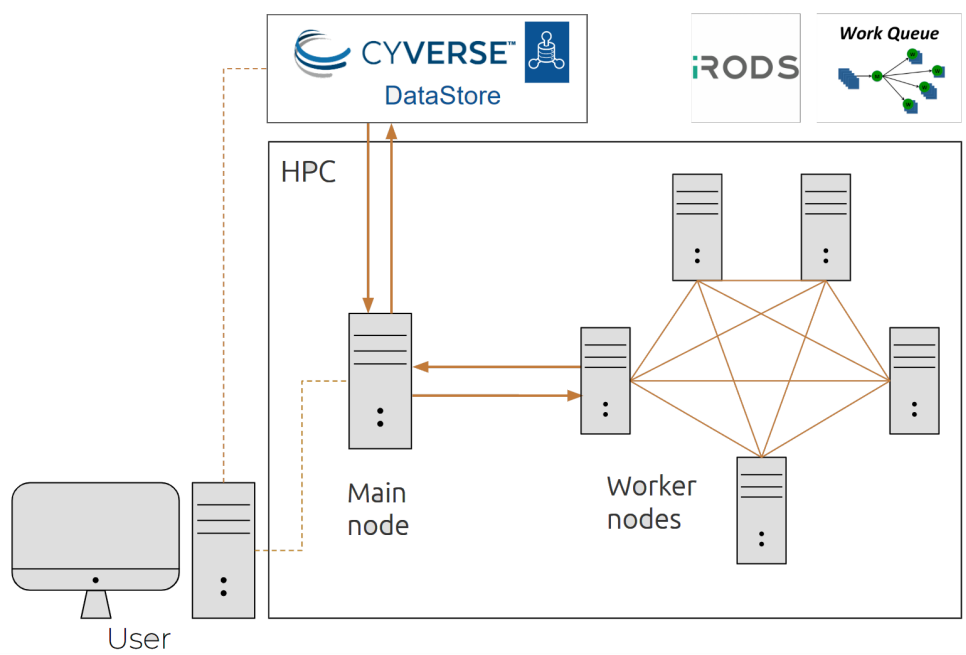 CYVERSE™
DataStore
iRODS
Work Queue
HPC
Main
node
Worker
nodes
User